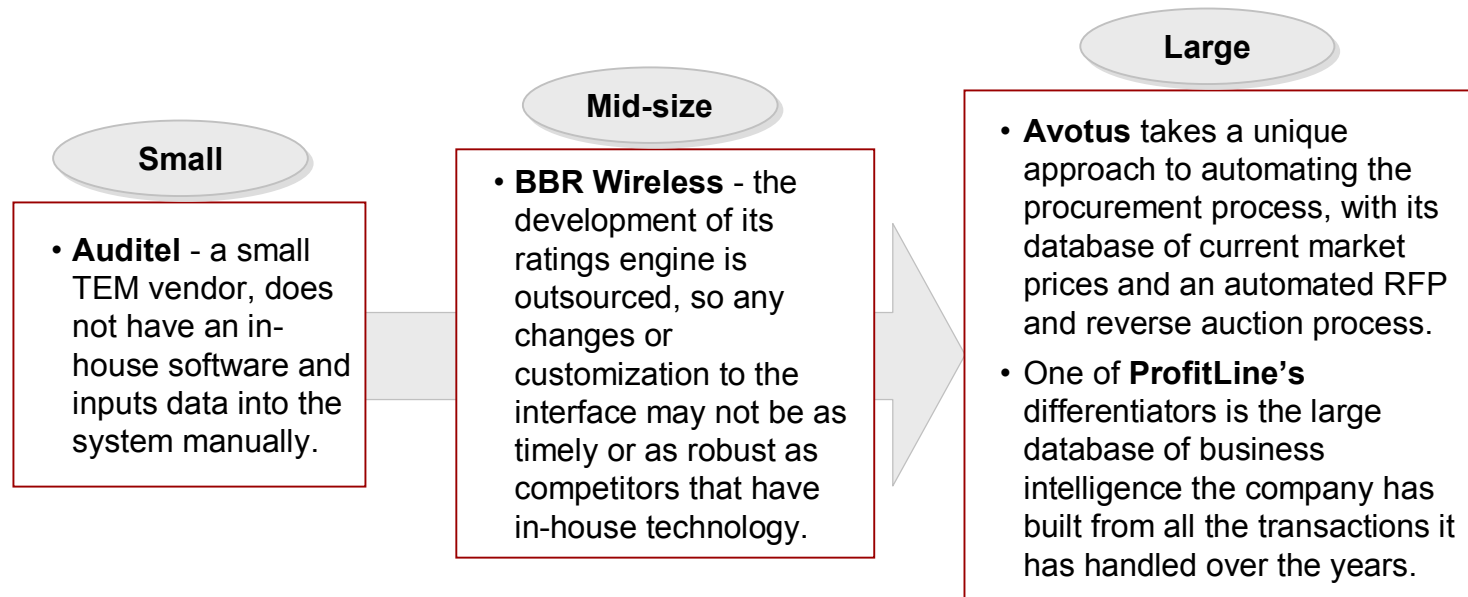 Small
• Auditel - a small
TEM vendor, does
not have an in-
house software and
inputs data into the
system manually.
Mid-size
• BBR Wireless - the
development of its
ratings engine is
outsourced, so any
changes or
customization to the
interface may not be as
timely or as robust as
competitors that have
in-house technology.
Large
• Avotus takes a unique
approach to automating the
procurement process, with its
database of current market
prices and an automated RFP
and reverse auction process.
• One of ProfitLine’s
differentiators is the large
database of business
intelligence the company has
built from all the transactions it
has handled over the years.